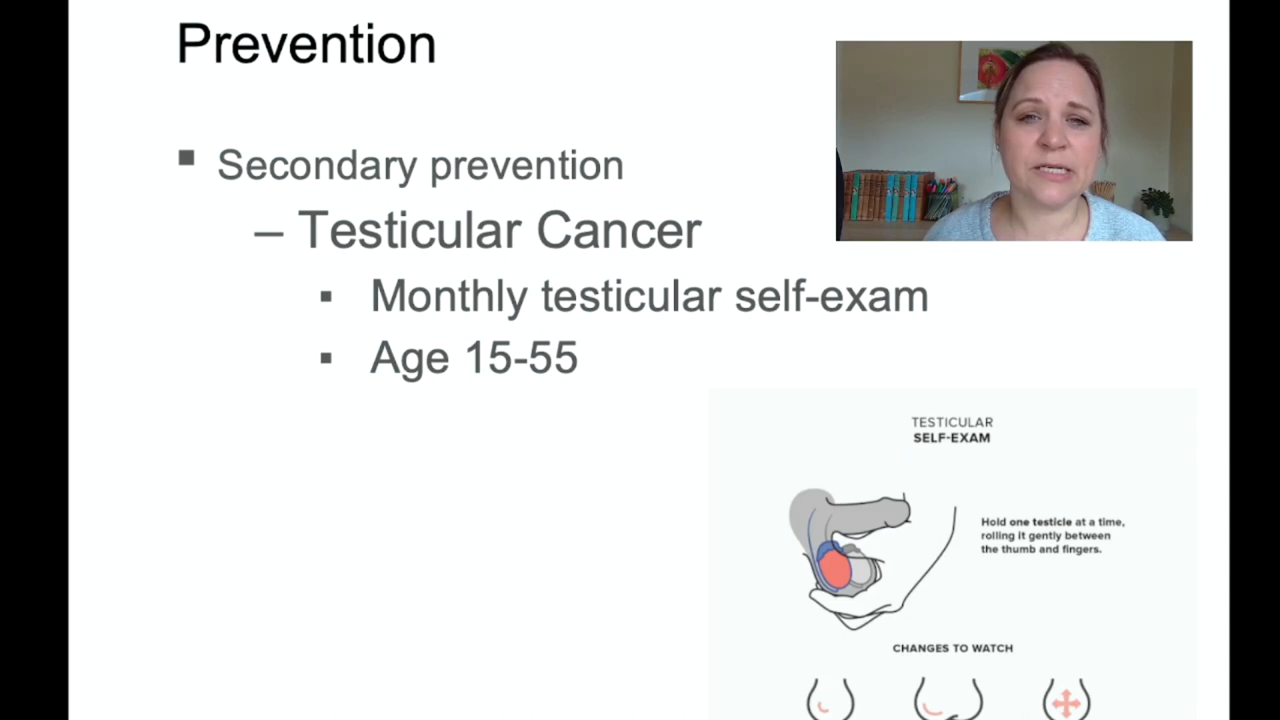 Prevention
▪ Secondary prevention
– Testicular Cancer
▪ Monthly testicular self-exam
▪ Age 15-55
TESTICULAR
SELF-EXAM
Hold one testicle at a time,
rolling it gently between
the thumb and fingers.
CHANGES TO WATCH